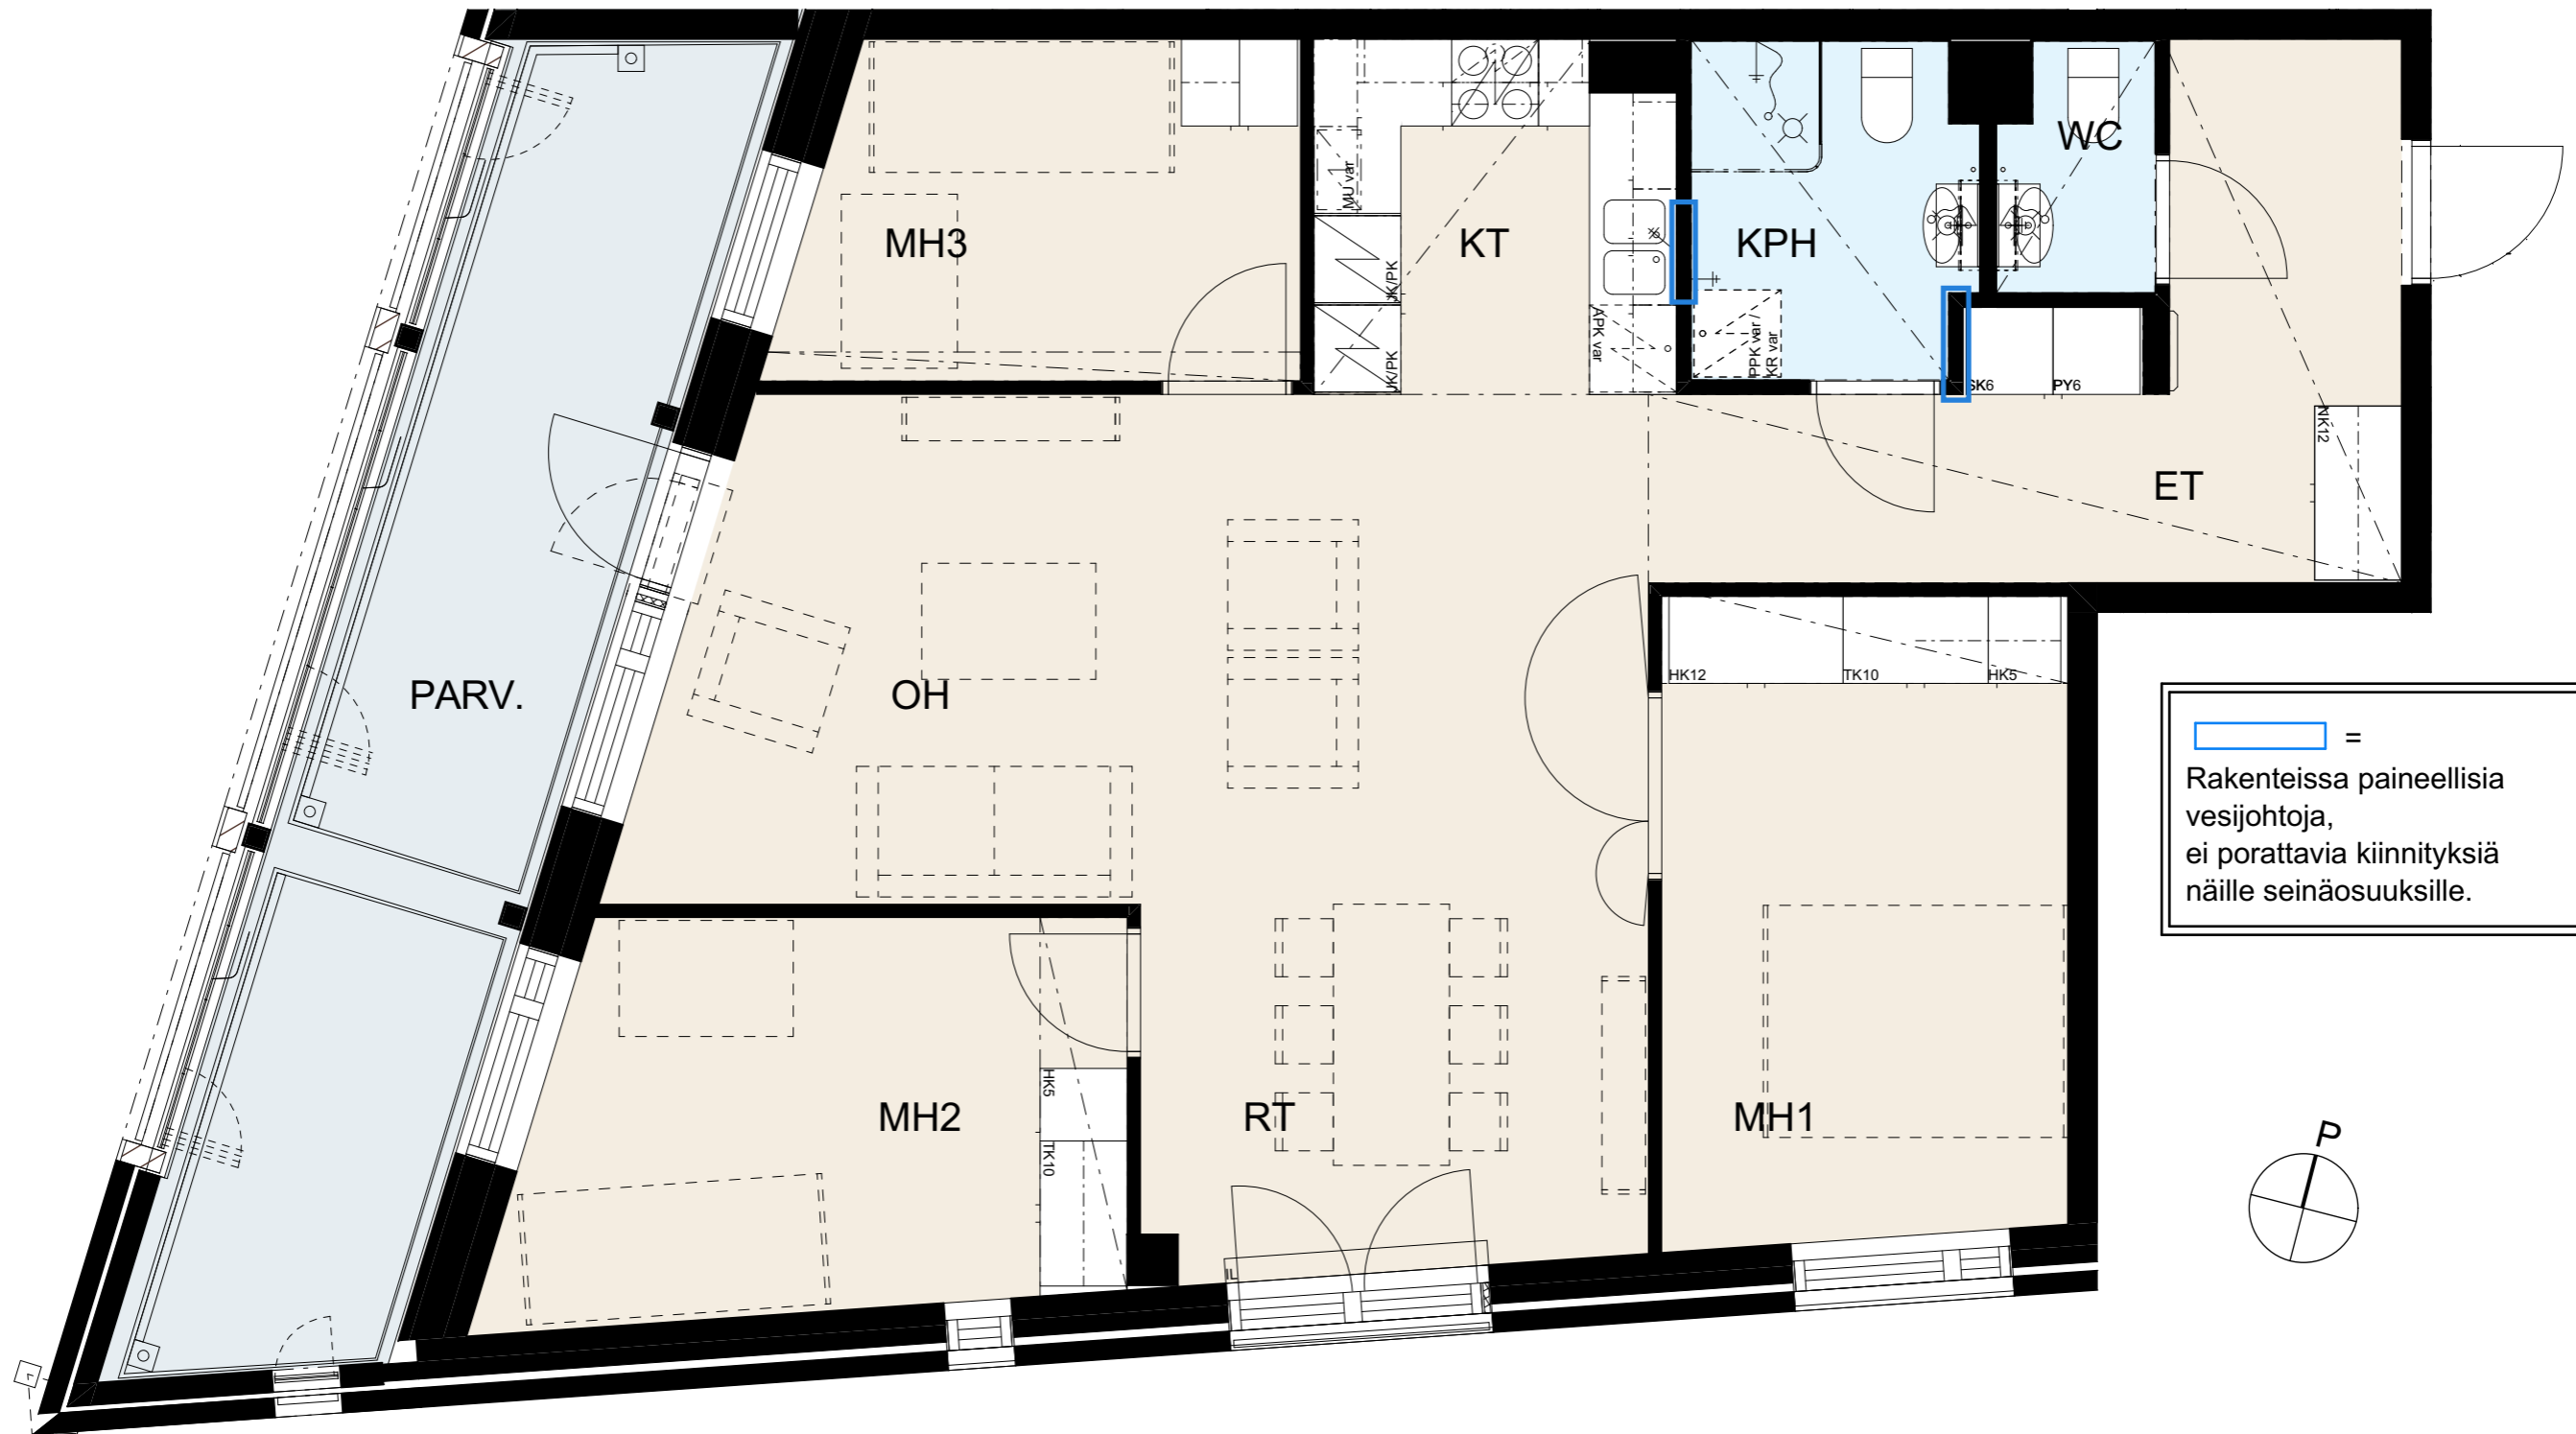 WC
MU var
MH3
KT
KPH
JK/PK
APK var
PPK var /
KR var
JK/PK
SK6
PY6
NK12
ET
HK12
TK10
HK5
PARV.
OH
=
Rakenteissa paineellisia
vesijohtoja,
ei porattavia kiinnityksiä
näille seinäosuuksille.
HK5
MH2
RT
MH1
TK10
P